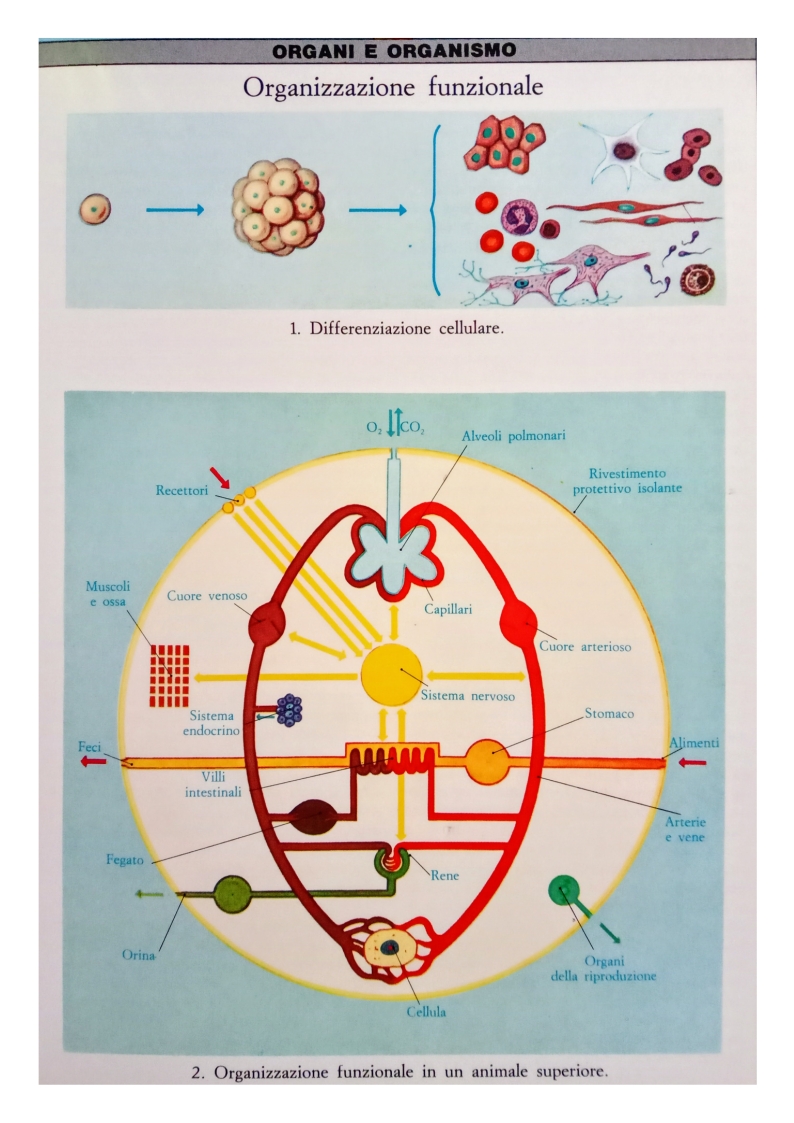 ORGANI E ORGANISMO
Organizzazione funzionale
1. Differenziazione cellulare.
O₂ CO₂
Alveoli polmonari
Rivestimento
protettivo isolante
Recettori
Muscoli
e ossa
Cuore venoso
Capillari
Cuore arterioso
Sistema nervoso
Sistema
endocrino
Stomaco
Feci
Alimenti
Villi
intestinali
Arterie
e vene
Fegato
Rene
Orina
Organi
della riproduzione
Cellula
2. Organizzazione funzionale in un animale superiore.